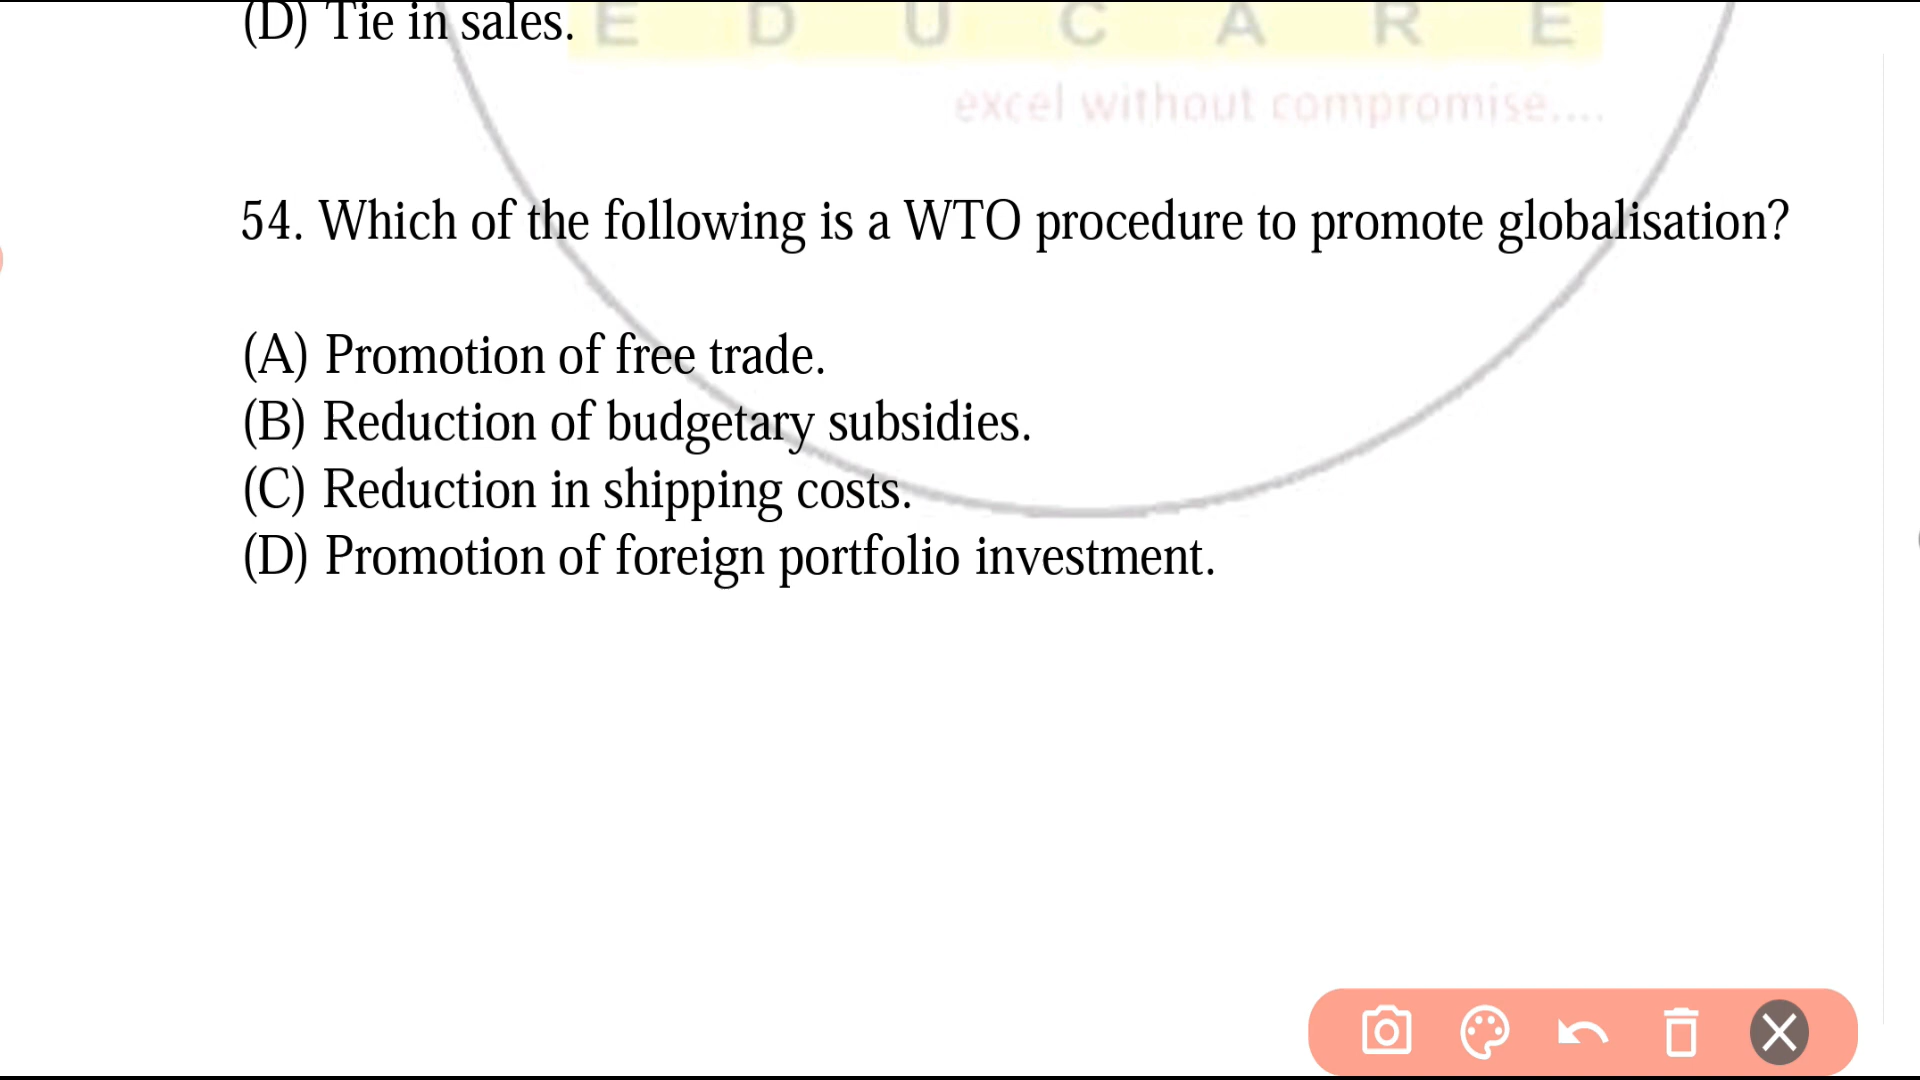 (D) Tie in sales.
E D U C A R E
excel without compromise....
54. Which of the following is a WTO procedure to promote globalisation?
(A) Promotion of free trade.
(B) Reduction of budgetary subsidies.
(C) Reduction in shipping costs.
(D) Promotion of foreign portfolio investment.